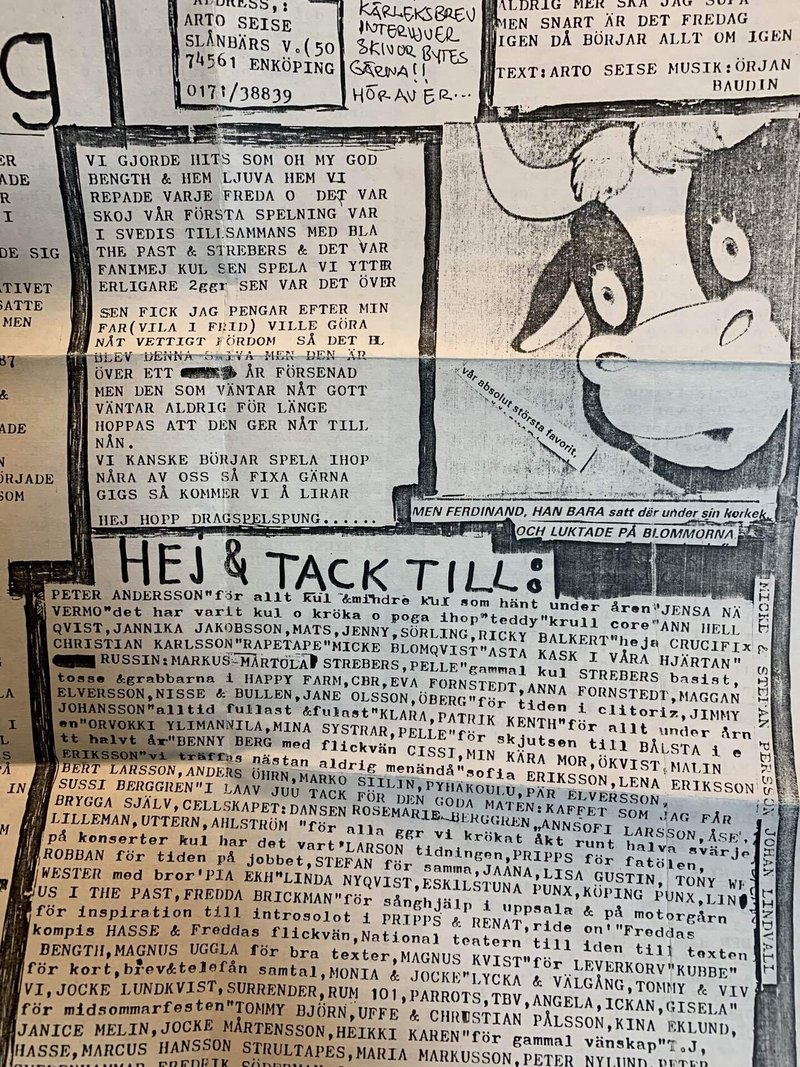 g
ADDRESS,:
ARTO SEISE
SLÅNBÄRS V.(50
74561 ENKÖPING
0171/38839
KÄRLEKSBREV
INTERVJUER
SKIVOR BYTES
GÄRNA!!
HÖR AV ER...
ALDRIG MER SKA JAG SUPA
MEN SNART ÄR DET FREDAG
IGEN DÅ BÖRJAR ALLT OM IGEN
TEXT:ARTO SEISE MUSIK:ÖRJAN
BAUDIN
VI GJORDE HITS SOM OH MY GOD
BENGTH & HEM LJUVA HEM VI
REPADE VARJE FREDA O DET VAR
SKOJ VÅR FÖRSTA SPELNING VAR
I SVEDIS TILLSAMMANS MED BLA
THE PAST & STREBERS & DET VAR
FANIMEJ KUL SEN SPELA VI YTTER
ERLIGARE 2ggr SEN VAR DET ÖVER
SEN FICK JAG PENGAR EFTER MIN
FAR(VILA I FRID) VILLE GÖRA
NÅT VETTIGT FÖRDOM SÅ DET BL
BLEV DENNA SKIVA MEN DEN ÄR
ÖVER ETT ÅR FÖRSENAD
MEN DEN SOM VÄNTAR NÅT GOTT
VÄNTAR ALDRIG FÖR LÄNGE
HOPPAS ATT DEN GER NÅT TILL
NÅN.
VI KANSKE BÖRJAR SPELA IHOP
NÅRA AV OSS SÅ FIXA GÄRNA
GIGS SÅ KOMMER VI Å LIRAR
HEJ HOPP DRAGSPELSPUNG......
vår absolut största favorit.
MEN FERDINAND, HAN BARA satt där under sin korkek
OCH LUKTADE PÅ BLOMMORNA
HEJ & TACK TILL:
PETER ANDERSSON"för allt kul &mindre kul som hänt under åren"JENSA NÄ
VERMO"det har varit kul o kröka o poga ihop"teddy"krull core"ANN HELL
QVIST,JANNIKA JAKOBSSON,MATS,JENNY,SÖRLING,RICKY BALKERT"heja CRUCIFIX
CHRISTIAN KARLSSON"RAPETAPE"MICKE BLOMQVIST"ASTA KASK I VÅRA HJÄRTAN"
RUSSIN:MARKUS MÄRTOLA STREBERS,PELLE"gammal kul STREBERS basist,
tosse &grabbarna i HAPPY FARM,CBR,EVA FORNSTEDT,ANNA FORNSTEDT,MAGGAN
ELVERSSON,NISSE & BULLEN,JANE OLSSON,ÖBERG"för tiden i clitoriz,JIMMY
JOHANSSON"alltid fullast &fulast"KLARA,PATRIK KENTH"för allt under årn
en"ORVOKKI YLIMANNILA,MINA SYSTRAR,PELLE"för skjutsen till BÅLSTA i e
tt halvt år"BENNY BERG med flickvän CISSI,MIN KÄRA MOR,ÖKVIST,MALIN
ERIKSSON"vi träffas nästan aldrig menändå"sofia ERIKSSON,LENA ERIKSSON
BERT LARSSON,ANDERS ÖHRN,MARKO SIILIN,PYHÄKOULU,PÄR ELVERSSON,
SUSSI BERGGREN"I LAAV JUU TACK FÖR DEN GODA MATEN:KAFFET SOM JAG FÅR
BRYGGA SJÄLV,CELLSKAPET:DANSEN ROSEMARIE BERGGREN,,ANNSOFI LARSSON,ÅSE,
LILLEMAN,UTTERN,AHLSTRÖM "för alla ggr vi krökat åkt runt halva svärje
på konserter kul har det vart"LARSON tidningen,PRIPPS för fatölen,
ROBBAN för tiden på jobbet,STEFAN för samma,JAANA,LISA GUSTIN, TONY WE
WESTER med bror"PIA EKH"LINDA NYQVIST,ESKILSTUNA PUNX,KÖPING PUNX,LIN
US I THE PAST,FREDDA BRICKMAN"för sånghjälp i uppsala & på motorgårn
för inspiration till introsolot i PRIPPS & RENAT,ride on""Freddas
kompis HASSE & Freddas flickvän,National teatern till iden till texten
BENGTH,MAGNUS UGGLA för bra texter,MAGNUS KVIST"för LEVERKORV"KUBBE"
för kort,brev&telefån samtal,MONIA & JOCKE"LYCKA & VÄLGÅNG,TOMMY & VIV
VI,JOCKE LUNDKVIST,SURRENDER,RUM 101,PARROTS,TBV,ANGELA,ICKAN,GISELA"
för midsommarfesten"TOMMY BJÖRN,UFFE & CHRISTIAN PÅLSSON,KINA EKLUND,
JANICE MELIN,JOCKE MÅRTENSSON,HEIKKI KAREN"för gammal vänskap"T.J,
HASSE,MARCUS HANSSON STRULTAPES,MARIA MARKUSSON,PETER NYLUND,PETER
FREDRIK SÖDERMAN
MICKE & STEFAN PERSSON JOHAN LINDVALL